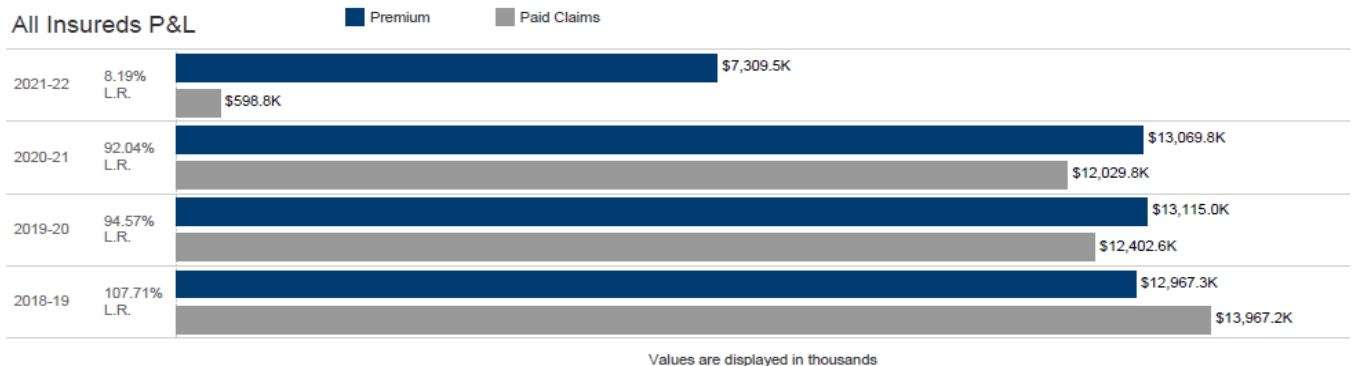 All Insureds P&L
Premium
Paid Claims
2021-22
8.19%
L.R.
$7,309.5K
$598.8K
2020-21
92.04%
L.R.
$13,069.8K
$12,029.8K
2019-20
94.57%
L.R.
$13,115.0K
$12,402.6K
2018-19
107.71%
L.R.
$12,967.3K
$13,967.2K
Values are displayed in thousands